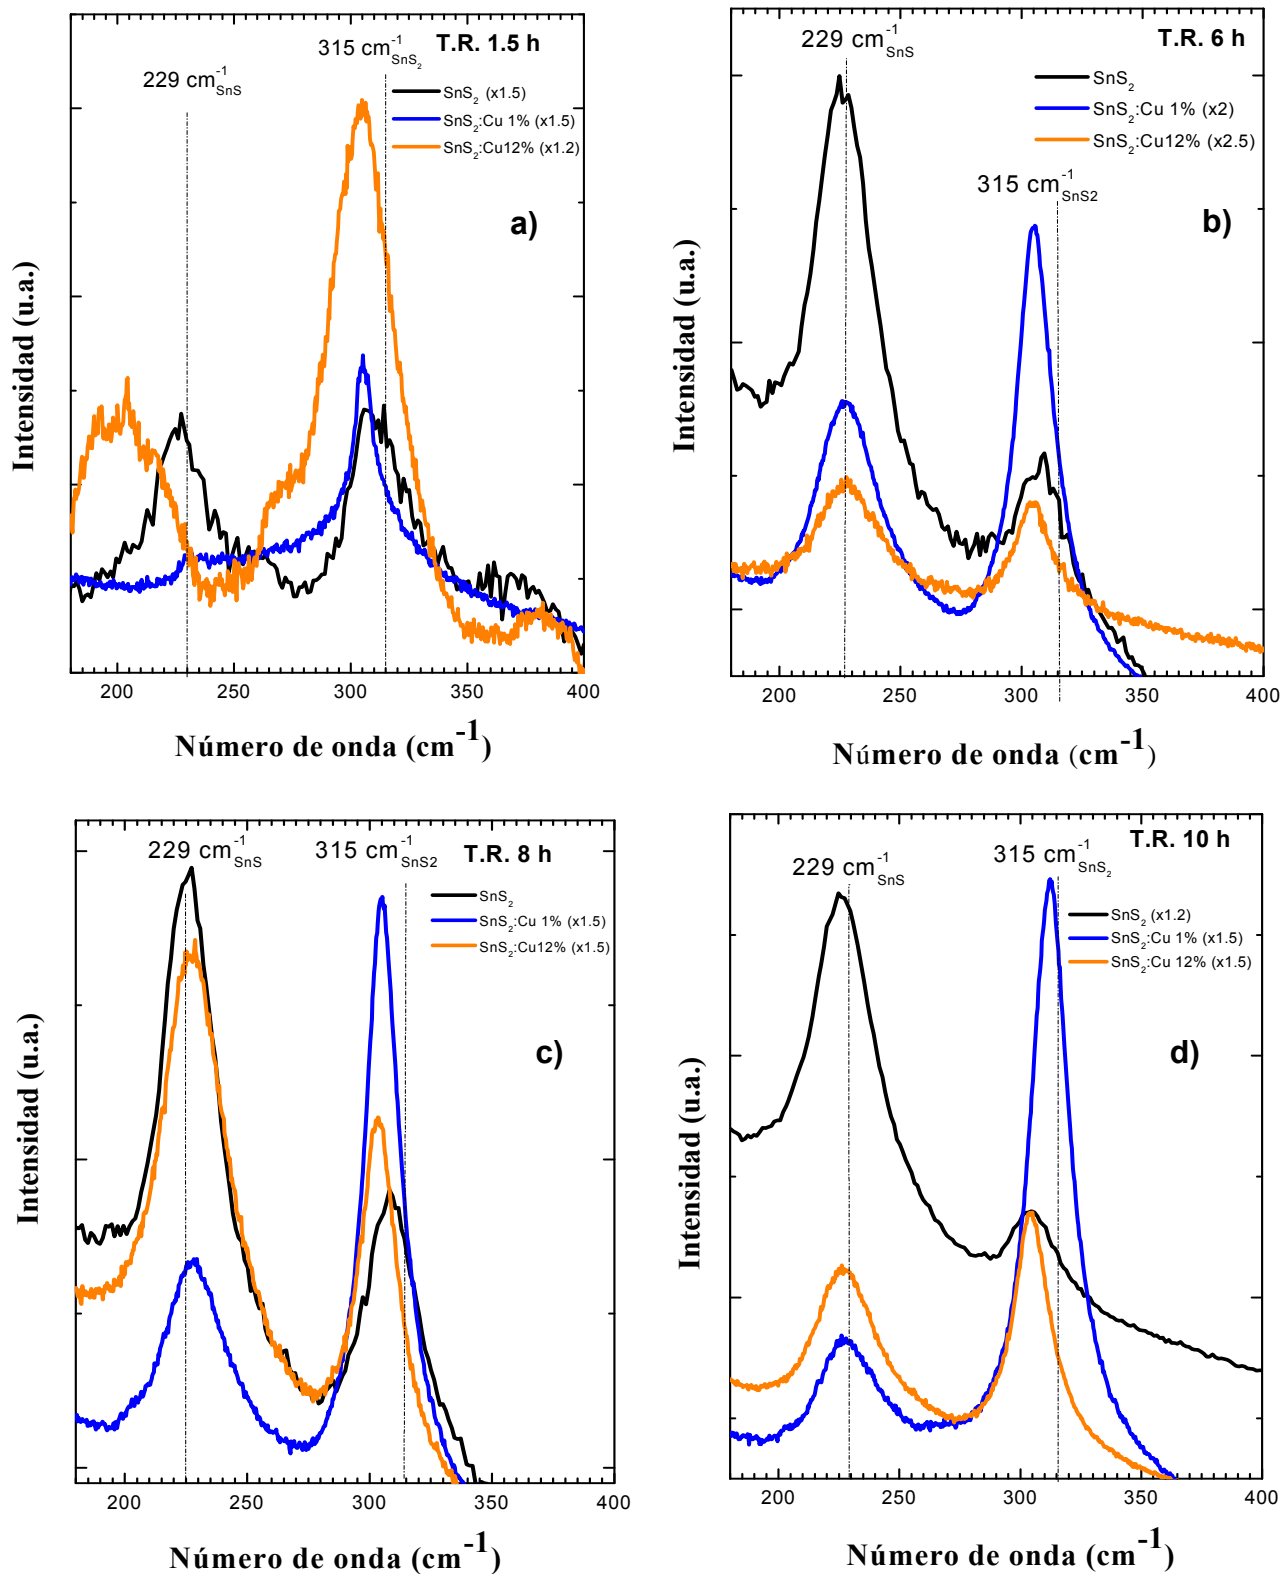 T.R. 1.5 h
315 cm-1 SnS2
229 cm-1 SnS
SnS2 (x1.5)
SnS2:Cu 1% (x1.5)
SnS2:Cu12% (x1.2)
a)
Intensidad (u.a.)
200 250 300 350 400
Número de onda (cm-1)
229 cm-1 SnS
T.R. 6 h
SnS2
SnS2:Cu 1% (x2)
SnS2:Cu12% (x2.5)
315 cm-1 SnS2
b)
Intensidad (u.a.)
200 250 300 350 400
Número de onda (cm-1)
229 cm-1 SnS
315 cm-1 SnS2
T.R. 8 h
SnS2
SnS2:Cu 1% (x1.5)
SnS2:Cu12% (x1.5)
c)
Intensidad (u.a.)
200 250 300 350 400
Número de onda (cm-1)
T.R. 10 h
229 cm-1 SnS
315 cm-1 SnS2
SnS2 (x1.2)
SnS2:Cu 1% (x1.5)
SnS2:Cu 12% (x1.5)
d)
Intensidad (u.a.)
200 250 300 350 400
Número de onda (cm-1)